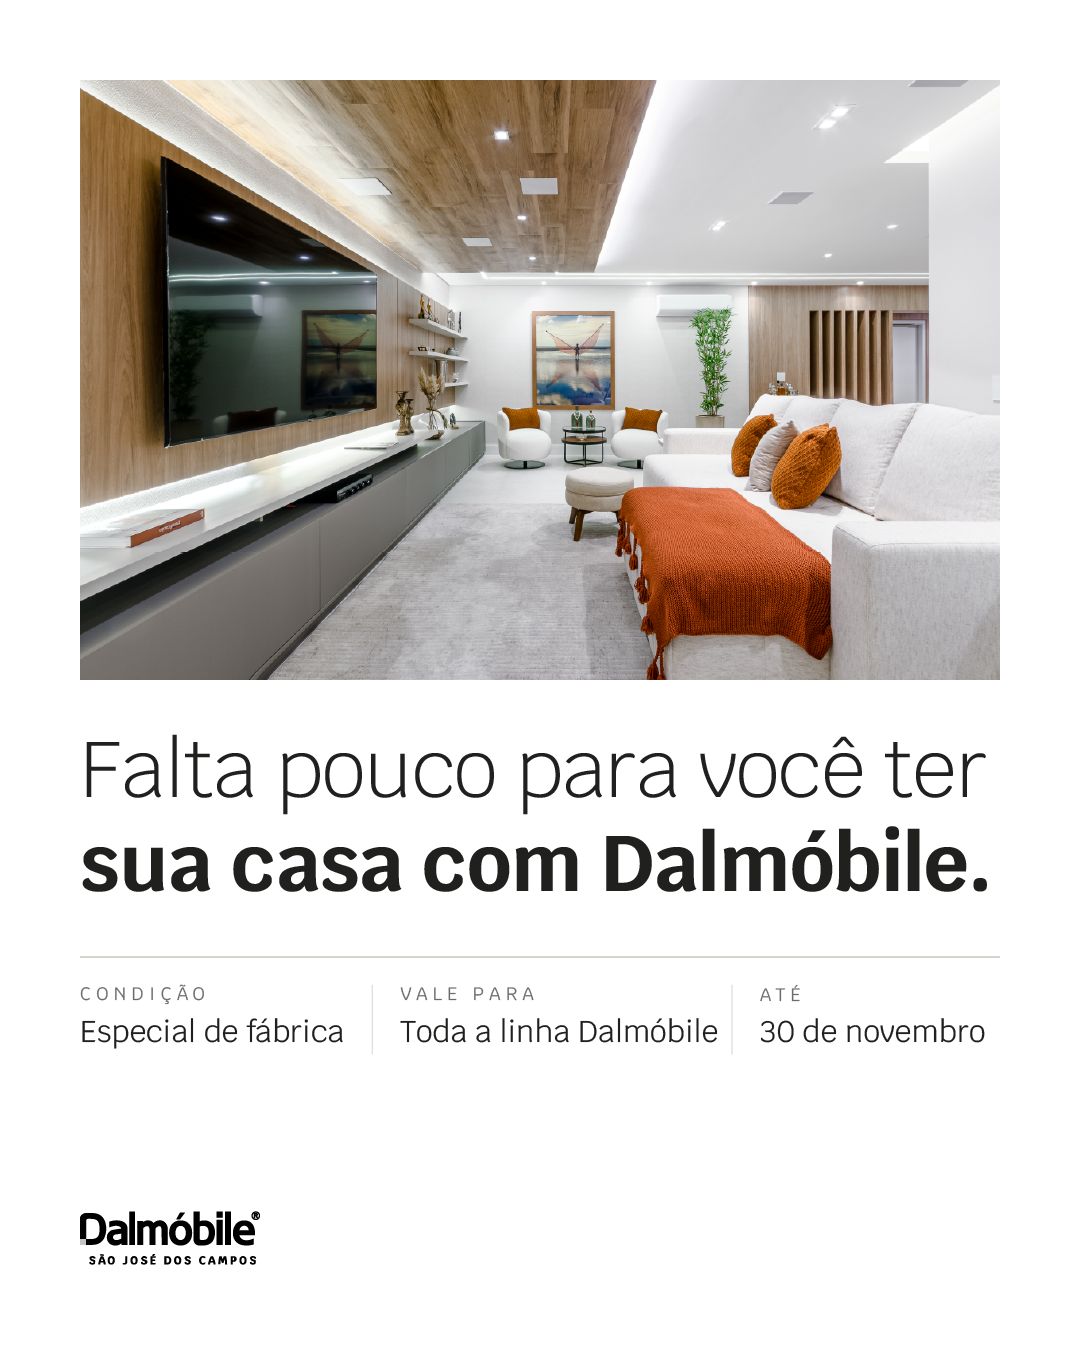 Falta pouco para você ter
sua casa com Dalmóbile.
CONDIÇÃO
Especial de fábrica
VALE PARA
Toda a linha Dalmóbile
ATÉ
30 de novembro
Dalmóbile®
SÃO JOSÉ DOS CAMPOS